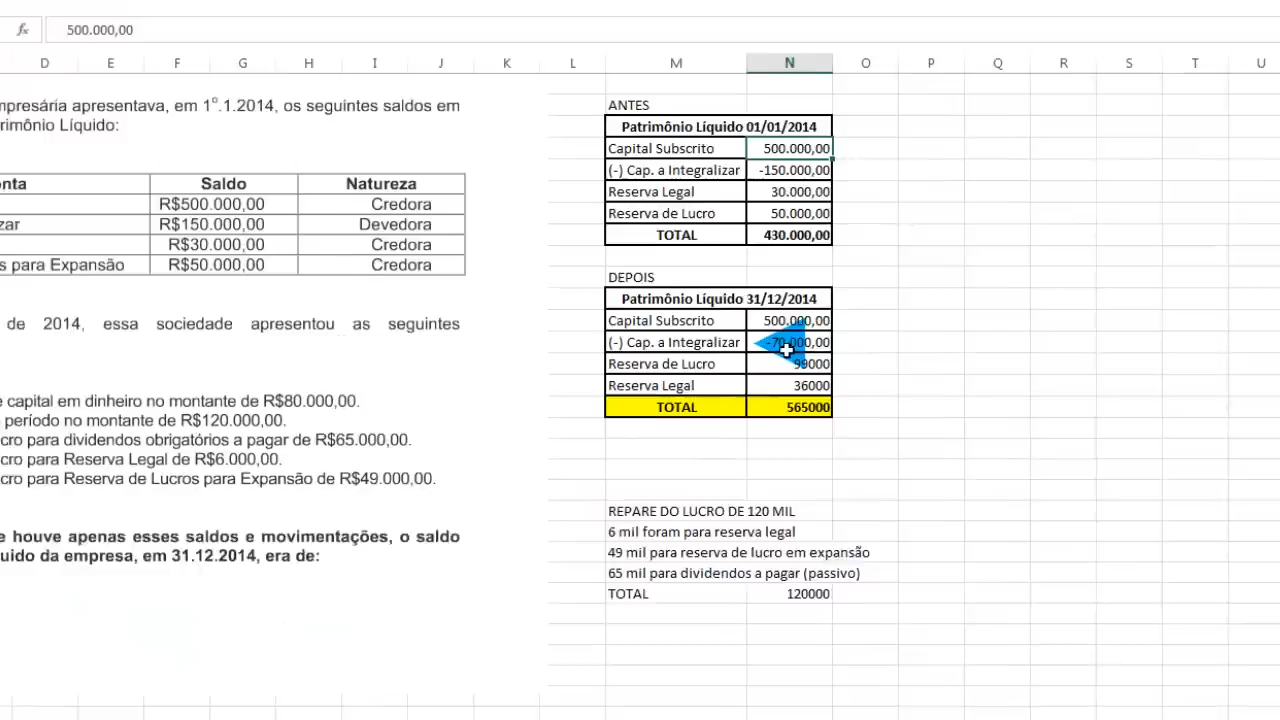 fx 500.000,00
D E F G H I J K L M N O P Q R S T U
mpresária apresentava, em 1º.1.2014, os seguintes saldos em
rimônio Líquido:
nta Saldo Natureza
R$500.000,00 Credora
zar R$150.000,00 Devedora
R$30.000,00 Credora
s para Expansão R$50.000,00 Credora
de 2014, essa sociedade apresentou as seguintes
e capital em dinheiro no montante de R$80.000,00.
período no montante de R$120.000,00.
cro para dividendos obrigatórios a pagar de R$65.000,00.
cro para Reserva Legal de R$6.000,00.
cro para Reserva de Lucros para Expansão de R$49.000,00.
e houve apenas esses saldos e movimentações, o saldo
uido da empresa, em 31.12.2014, era de:
ANTES
Patrimônio Líquido 01/01/2014
Capital Subscrito 500.000,00
(-) Cap. a Integralizar -150.000,00
Reserva Legal 30.000,00
Reserva de Lucro 50.000,00
TOTAL 430.000,00
DEPOIS
Patrimônio Líquido 31/12/2014
Capital Subscrito 500.000,00
(-) Cap. a Integralizar -70.000,00
Reserva de Lucro 99000
Reserva Legal 36000
TOTAL 565000
REPARE DO LUCRO DE 120 MIL
6 mil foram para reserva legal
49 mil para reserva de lucro em expansão
65 mil para dividendos a pagar (passivo)
TOTAL 120000